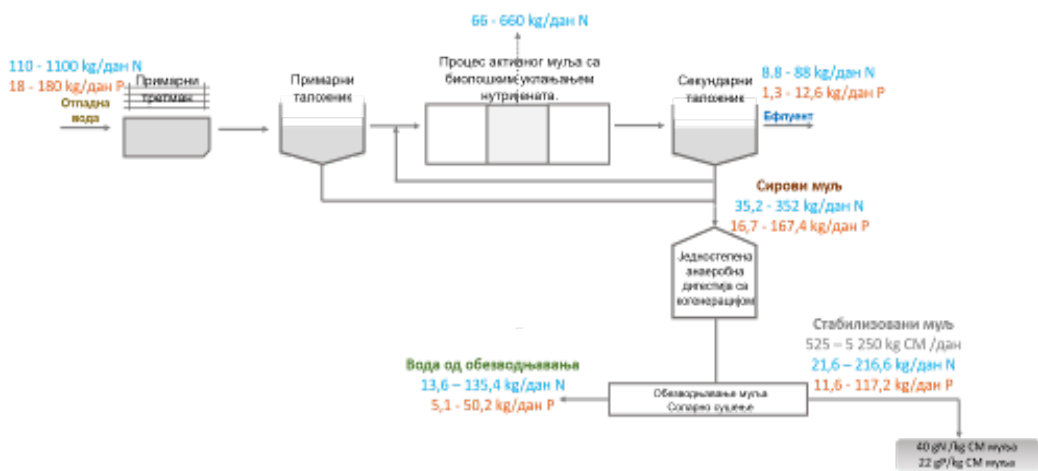 66 - 660 kg/дан N
110 - 1100 kg/дан N
18 - 180 kg/дан P
Примарни
третман
Отпадна
вода
Примарни
таложник
Процес активног муља са
биолошким уклањањем
нутријената.
Секундарни
таложник
8.8 - 88 kg/дан N
1,3 - 12,6 kg/дан P
Ефлуент
Сирови муљ
35,2 - 352 kg/дан N
16,7 - 167,4 kg/дан P
Једностепена
анаеробна
дигестија са
когенерацијом
Стабилизовани муљ
525 – 5 250 kg СМ /дан
21,6 – 216,6 kg/дан N
11,6 - 117,2 kg/дан P
Вода од обезводњавања
13,6 – 135,4 kg/дан N
5,1 - 50,2 kg/дан P
Обезводњавање муља
Соларно сушење
40 gN /kg СМ муља
22 gP/kg СМ муља